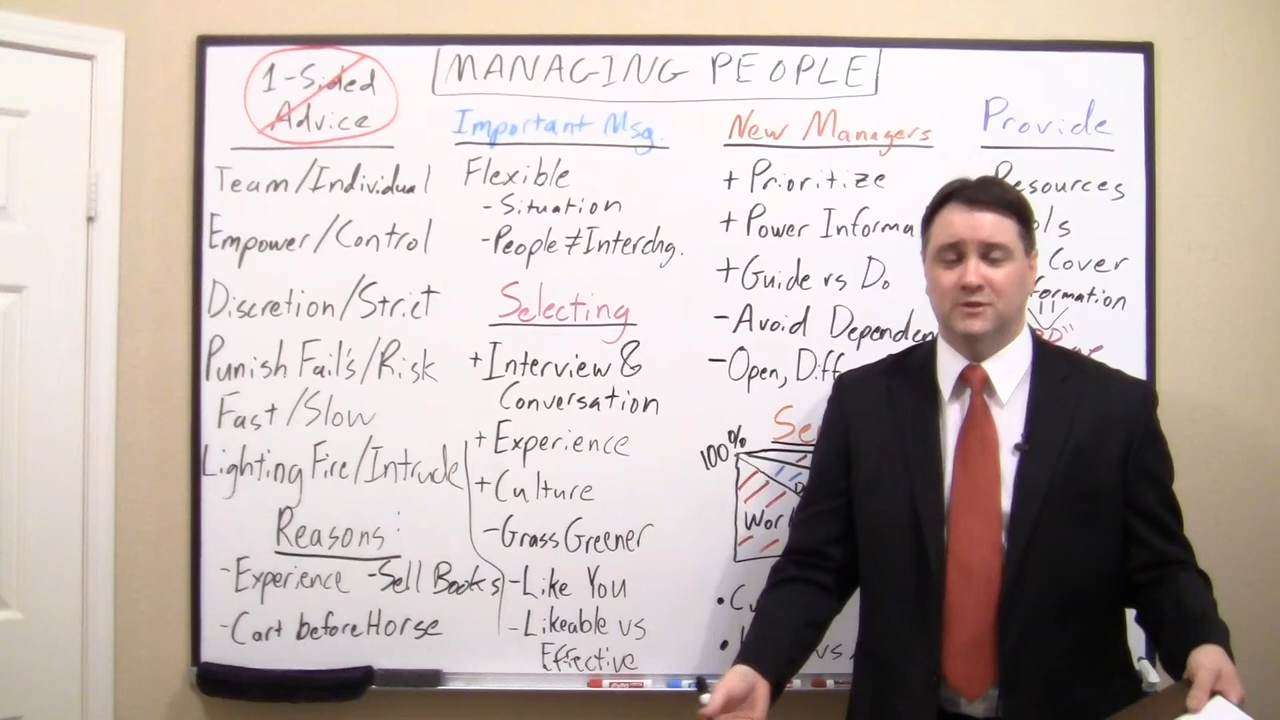 MANAGING PEOPLE
1-Sided
Advice
Team/Individual
Empower/Control
Discretion/Strict
Punish Fail's/Risk
Fast/Slow
Lighting Fire/Intrude
Reasons:
-Experience -Sell Books
-Cart before Horse
Important Msg.
Flexible
-Situation
-People ≠ Interchg.
Selecting
+Interview &
Conversation
+Experience
+Culture
-Grass Greener
-Like You
-Likeable vs
Effective
New Managers
+Prioritize
+Power Informa
+Guide vs Do
-Avoid Dependen
-Open, Diff
100%
Provide
Resources
Cover